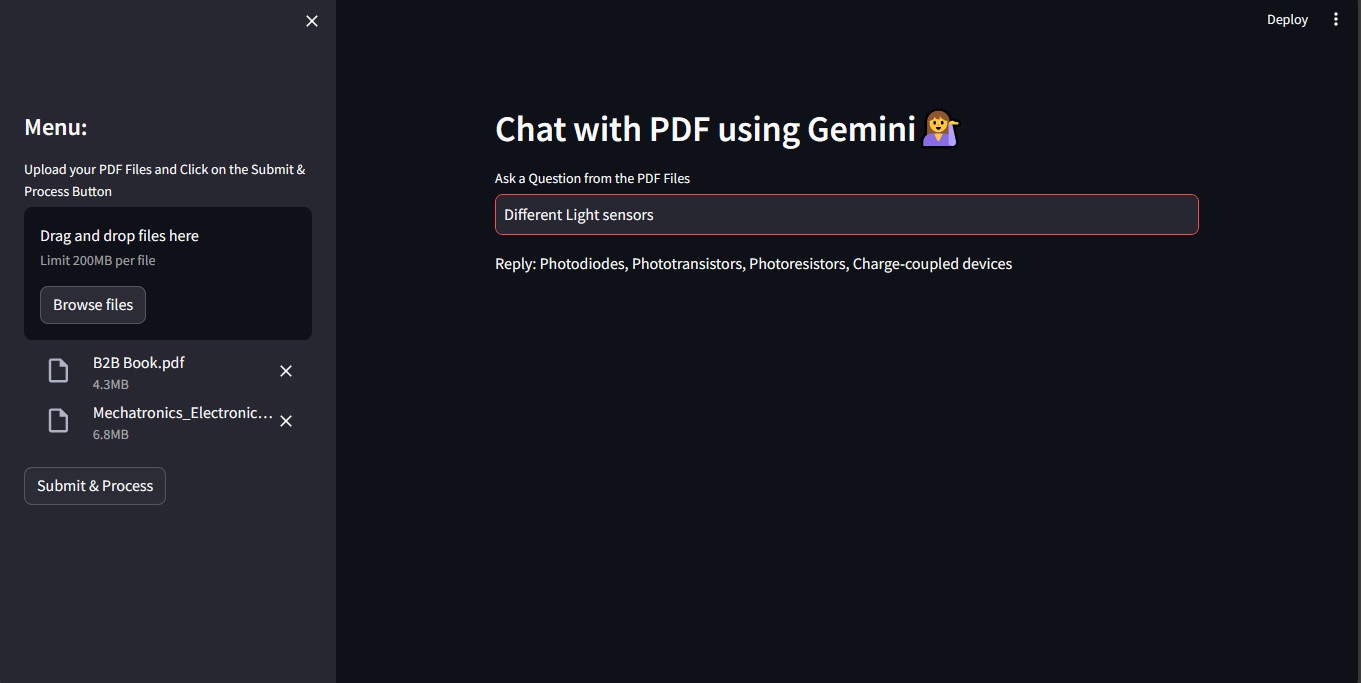 Deploy
Menu:
Upload your PDF Files and Click on the Submit &
Process Button
Drag and drop files here
Limit 200MB per file
Browse files
B2B Book.pdf
4.3MB
Mechatronics_Electronic...
6.8MB
Submit & Process
Chat with PDF using Gemini
Ask a Question from the PDF Files
Different Light sensors
Reply: Photodiodes, Phototransistors, Photoresistors, Charge-coupled devices